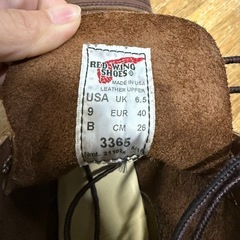 RED WING
SHOES®
MADE IN USA
LEATHER UPPER
USA UK 6.5
9 EUR 40
B CM 25
3365